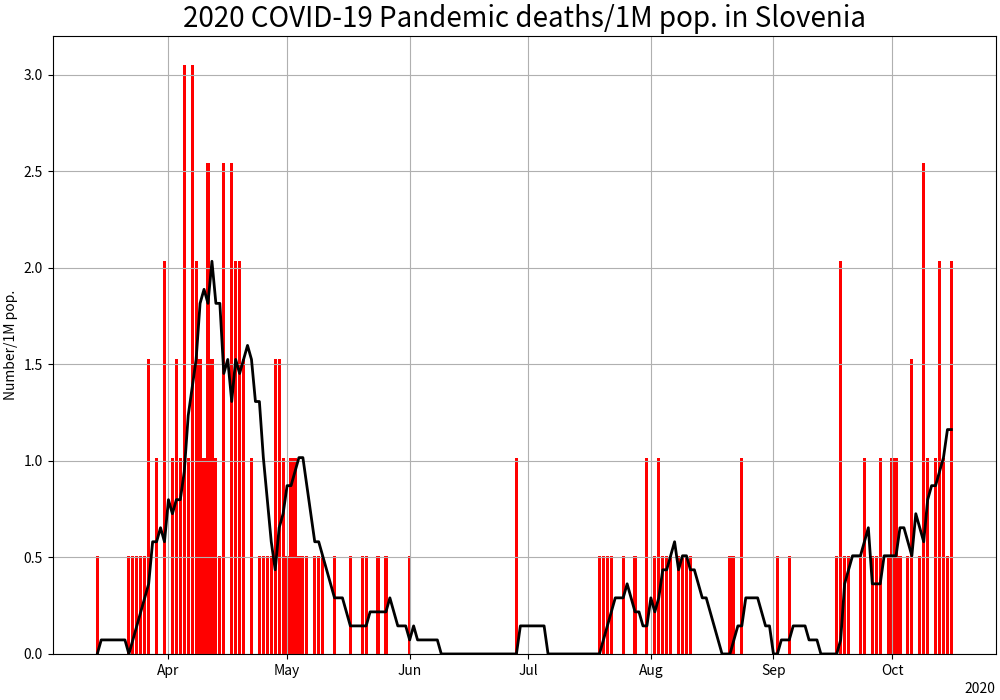 2020 COVID-19 Pandemic deaths/1M pop. in Slovenia
Number/1M pop.
3.0
2.5
2.0
1.5
1.0
0.5
0.0
Apr May Jun Jul Aug Sep Oct
2020